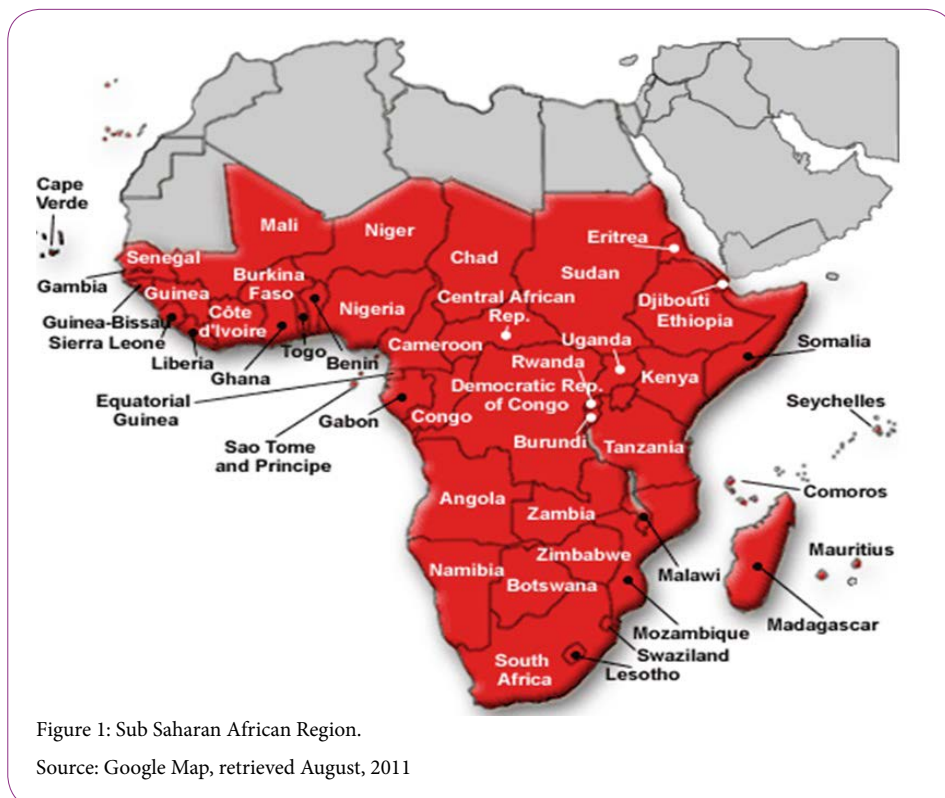 Cape
Verde
Mali
Niger
Chad
Eritrea
Sudan
Senegal
Gambia
Guinea
Burkina
Faso
Côte
d'Ivoire
Nigeria
Central African
Rep.
Djibouti
Ethiopia
Guinea-Bissau
Sierra Leone
Liberia
Ghana
Togo
Benin
Cameroon
Uganda
Rwanda
Kenya
Somalia
Democratic Rep.
of Congo
Equatorial
Guinea
Gabon
Congo
Burundi
Tanzania
Seychelles
Sao Tome
and Principe
Angola
Zambia
Comoros
Malawi
Mauritius
Namibia
Zimbabwe
Botswana
Madagascar
Mozambique
Swaziland
South
Africa
Lesotho
Figure 1: Sub Saharan African Region.
Source: Google Map, retrieved August, 2011